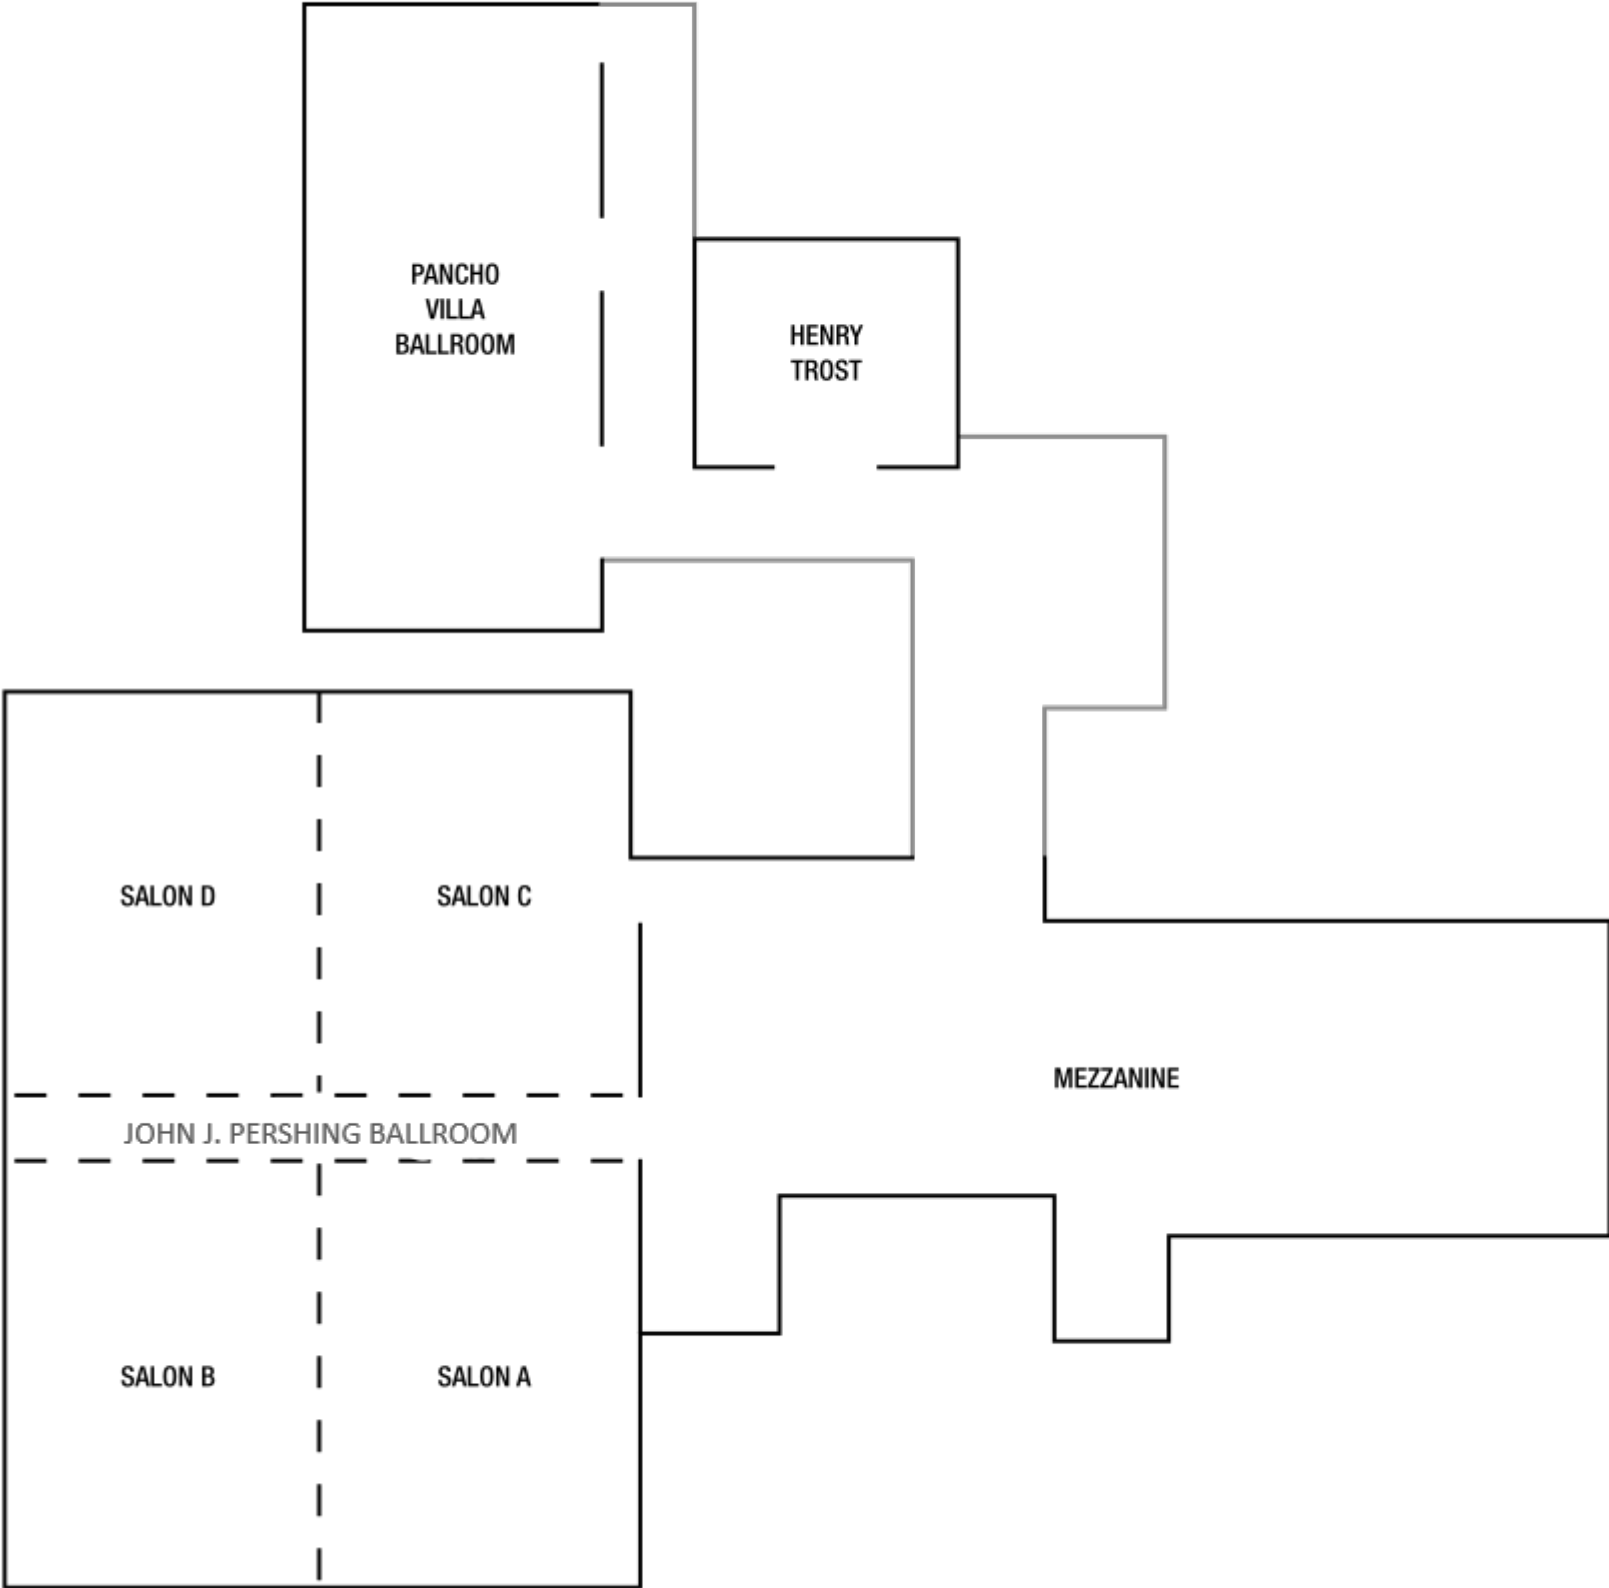 PANCHO
VILLA
BALLROOM
HENRY
TROST
SALON D
SALON C
MEZZANINE
JOHN J. PERSHING BALLROOM
SALON B
SALON A